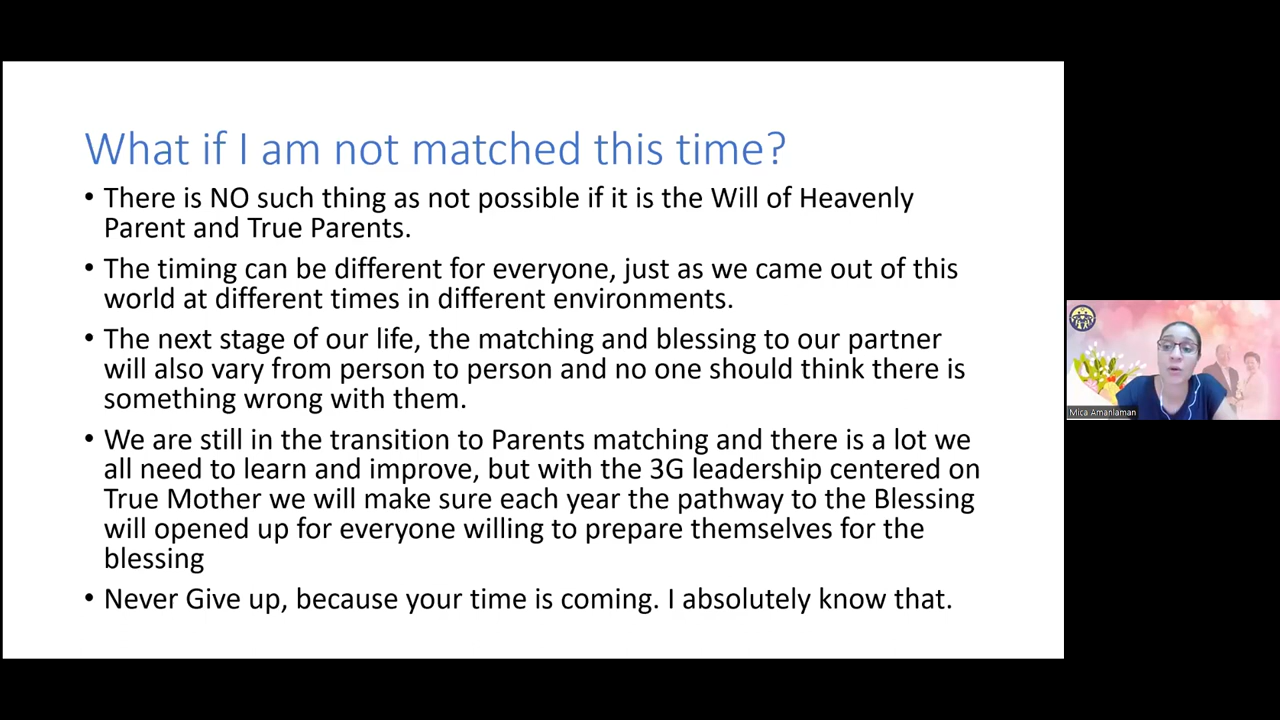 What if I am not matched this time?
• There is NO such thing as not possible if it is the Will of Heavenly
Parent and True Parents.
• The timing can be different for everyone, just as we came out of this
world at different times in different environments.
• The next stage of our life, the matching and blessing to our partner
will also vary from person to person and no one should think there is
something wrong with them.
• We are still in the transition to Parents matching and there is a lot we
all need to learn and improve, but with the 3G leadership centered on
True Mother we will make sure each year the pathway to the Blessing
will opened up for everyone willing to prepare themselves for the
blessing
• Never Give up, because your time is coming. I absolutely know that.
Mica Amanlaman